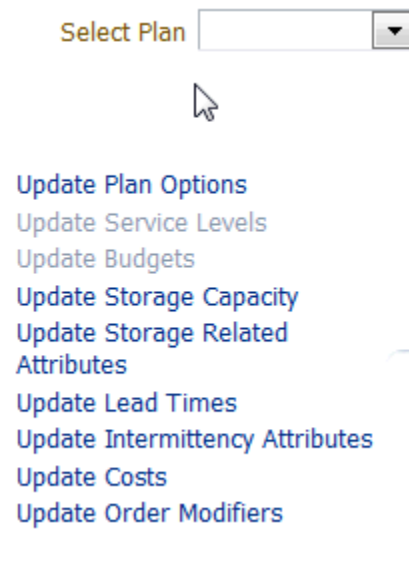 Select Plan
Update Plan Options
Update Service Levels
Update Budgets
Update Storage Capacity
Update Storage Related
Attributes
Update Lead Times
Update Intermittency Attributes
Update Costs
Update Order Modifiers